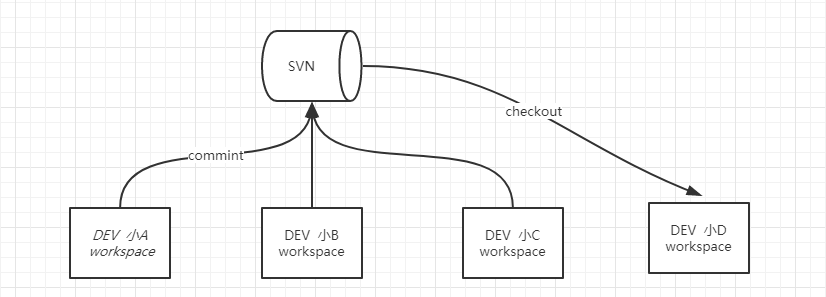 SVN
checkout
commint
DEV 小A
workspace
DEV 小B
workspace
DEV 小C
workspace
DEV 小D
workspace